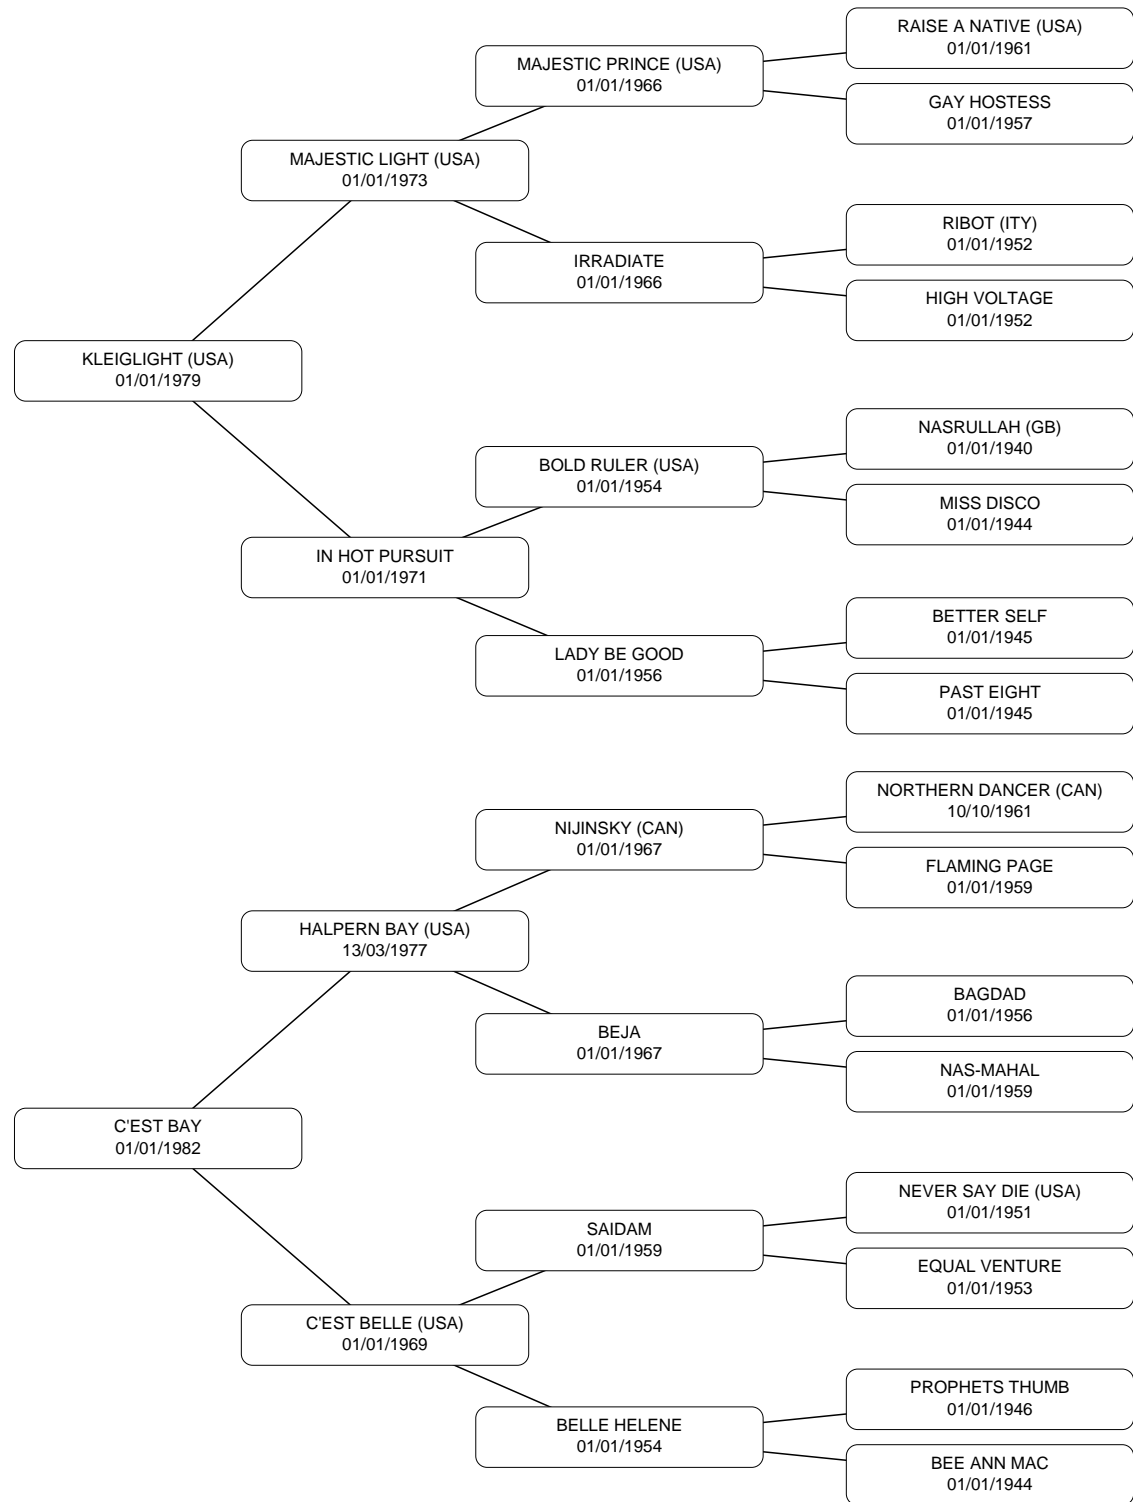 RAISE A NATIVE (USA)
01/01/1961
MAJESTIC PRINCE (USA)
01/01/1966
GAY HOSTESS
01/01/1957
MAJESTIC LIGHT (USA)
01/01/1973
RIBOT (ITY)
01/01/1952
IRRADIATE
01/01/1966
HIGH VOLTAGE
01/01/1952
KLEIGLIGHT (USA)
01/01/1979
NASRULLAH (GB)
01/01/1940
BOLD RULER (USA)
01/01/1954
MISS DISCO
01/01/1944
IN HOT PURSUIT
01/01/1971
BETTER SELF
01/01/1945
LADY BE GOOD
01/01/1956
PAST EIGHT
01/01/1945
NORTHERN DANCER (CAN)
10/10/1961
NIJINSKY (CAN)
01/01/1967
FLAMING PAGE
01/01/1959
HALPERN BAY (USA)
13/03/1977
BAGDAD
01/01/1956
BEJA
01/01/1967
NAS-MAHAL
01/01/1959
C'EST BAY
01/01/1982
NEVER SAY DIE (USA)
01/01/1951
SAIDAM
01/01/1959
EQUAL VENTURE
01/01/1953
C'EST BELLE (USA)
01/01/1969
PROPHETS THUMB
01/01/1946
BELLE HELENE
01/01/1954
BEE ANN MAC
01/01/1944